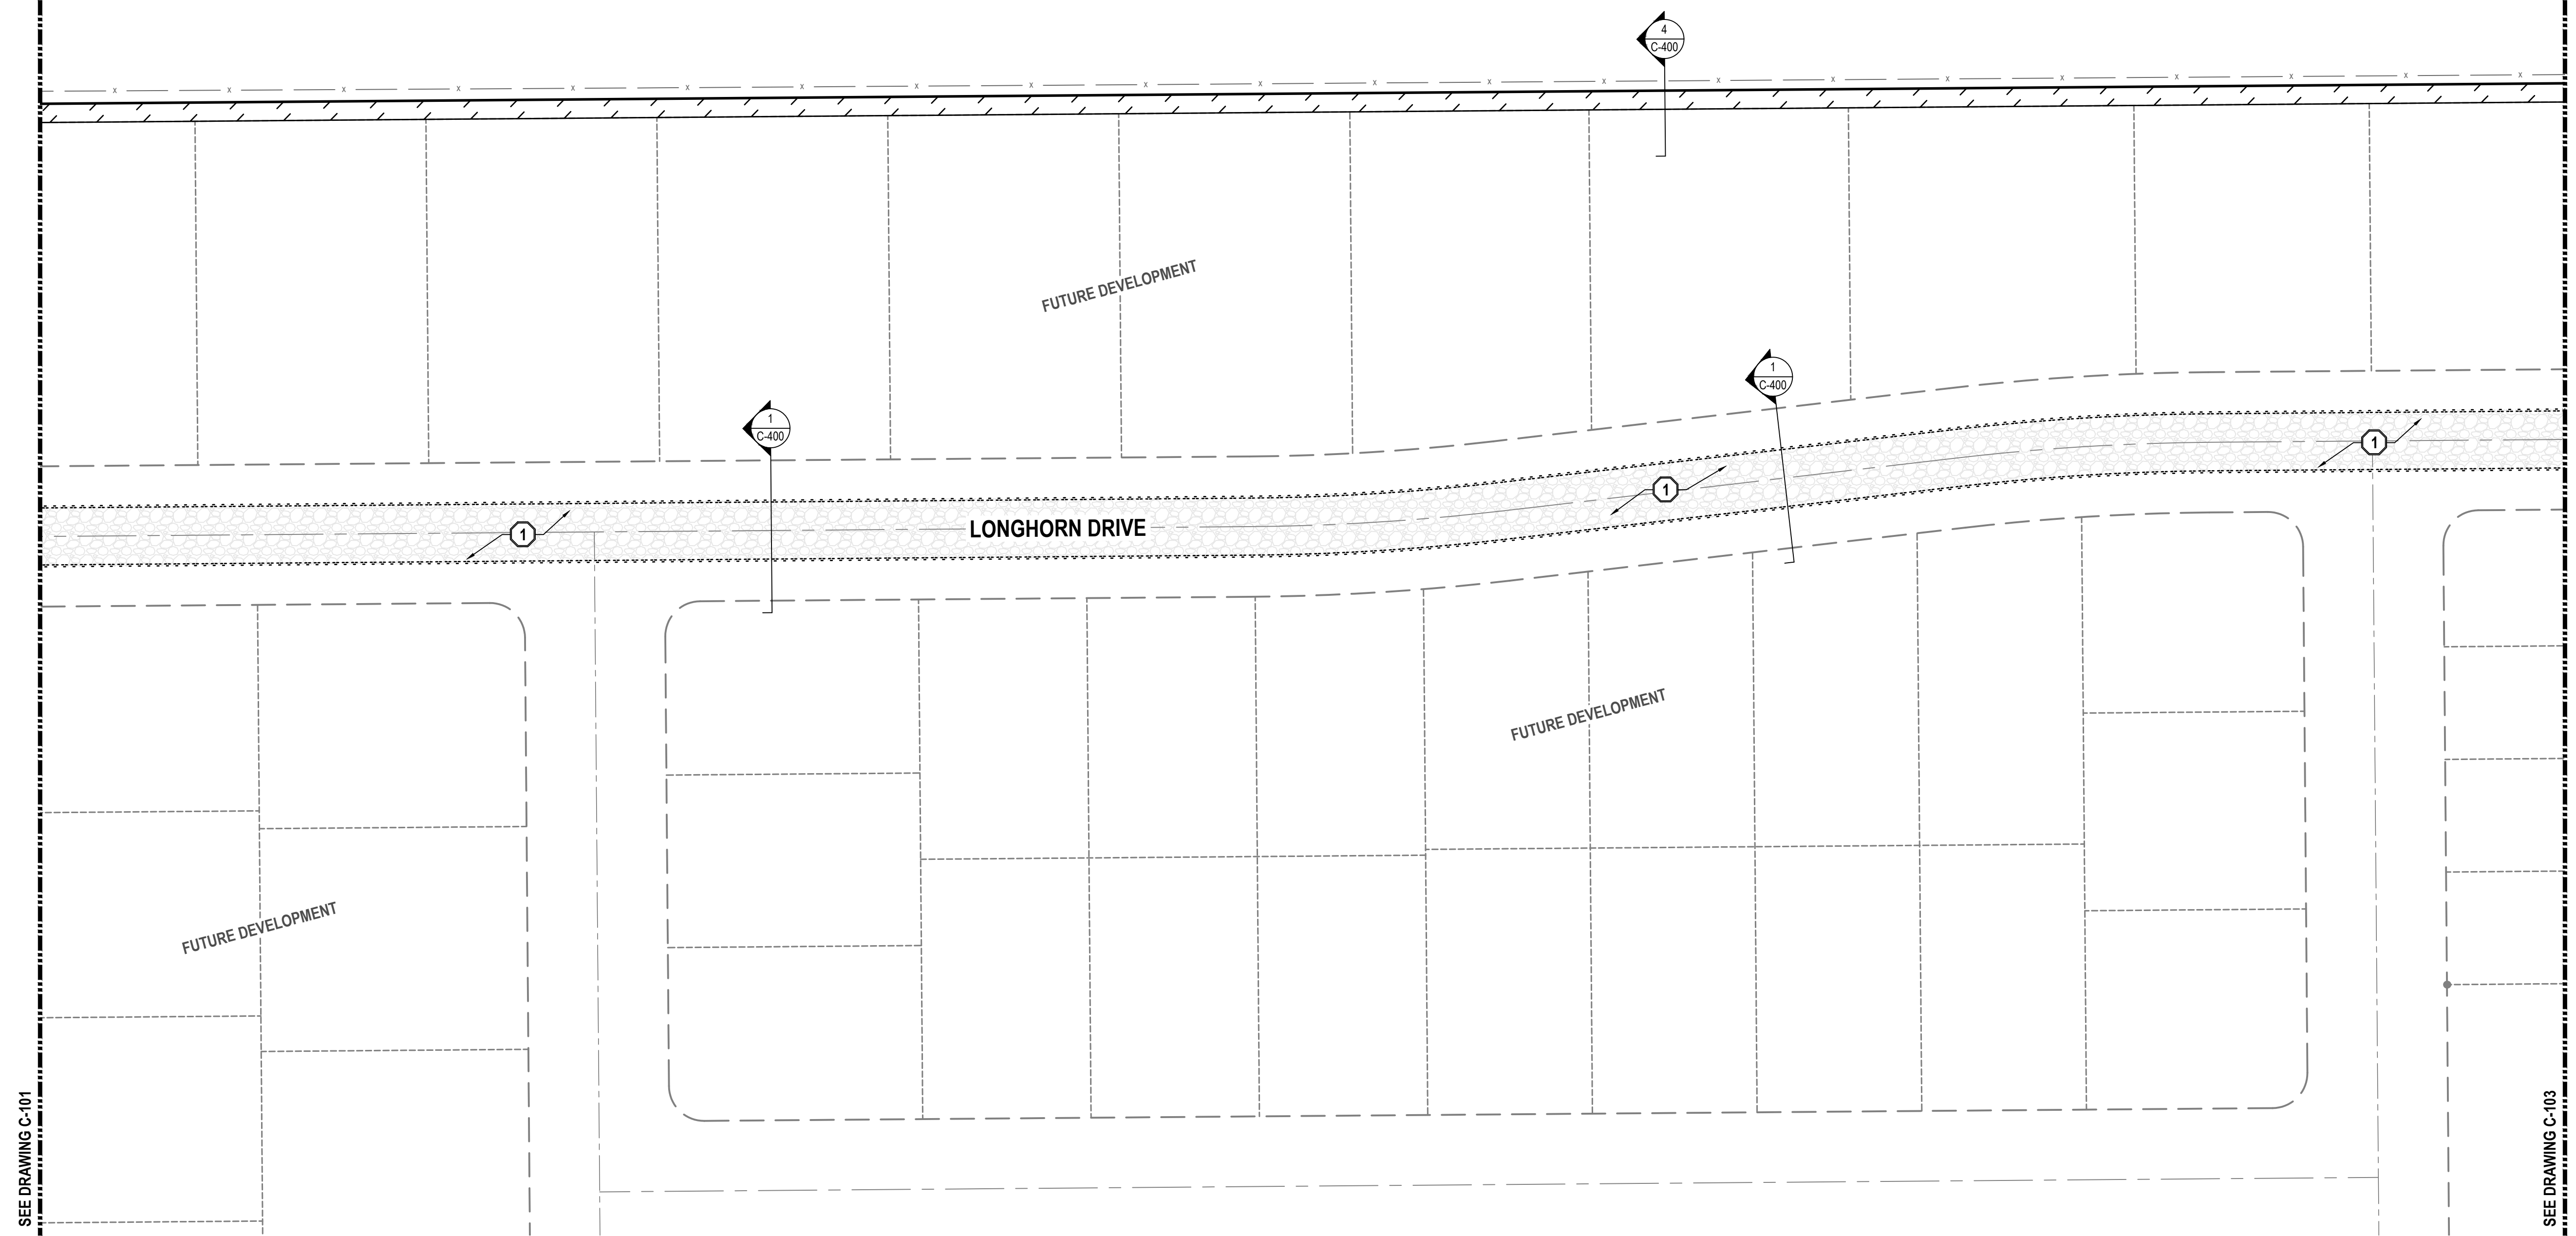 4
C-400
X X X X X X X X X X X X X X X X X X X X X X
FUTURE DEVELOPMENT
1
C-400
1
C-400
1
1
1
LONGHORN DRIVE
FUTURE DEVELOPMENT
FUTURE DEVELOPMENT
SEE DRAWING C-101
SEE DRAWING C-103